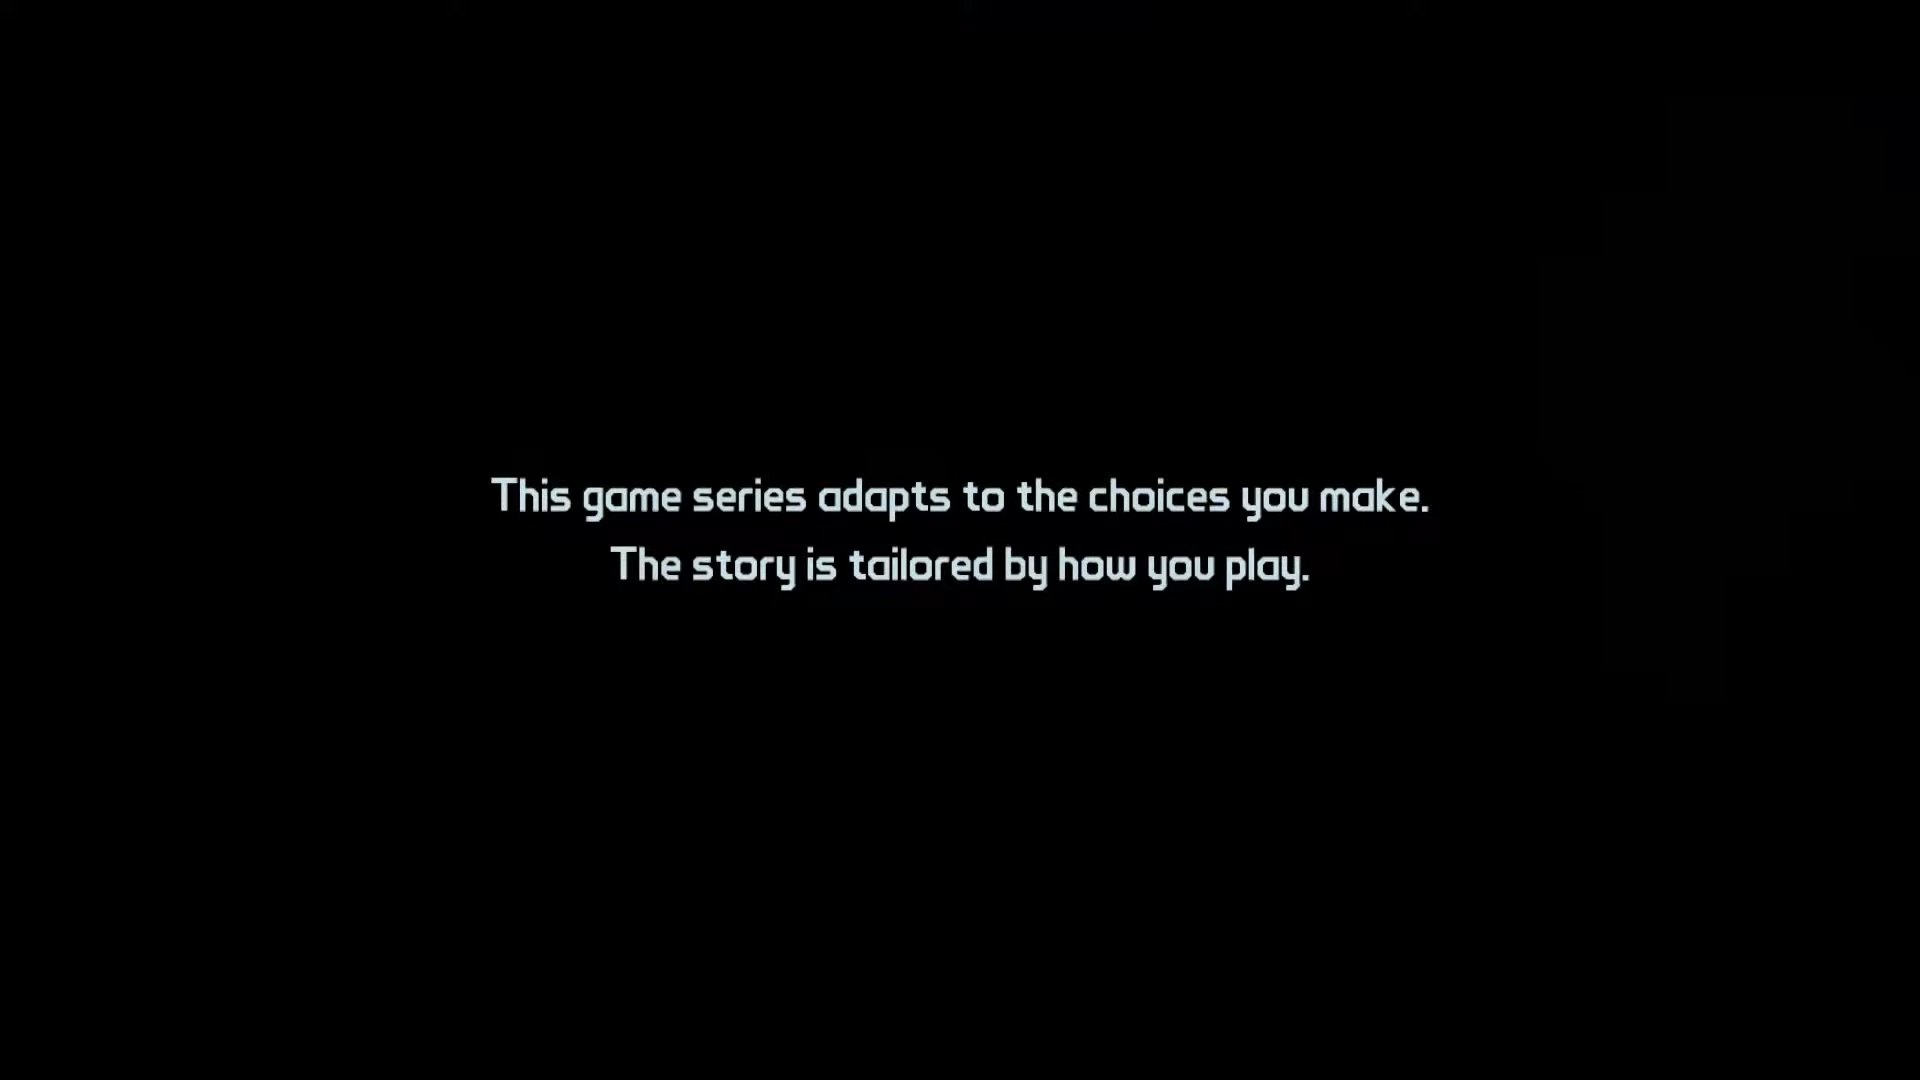 This game series adapts to the choices you make.
The story is tailored by how you play.